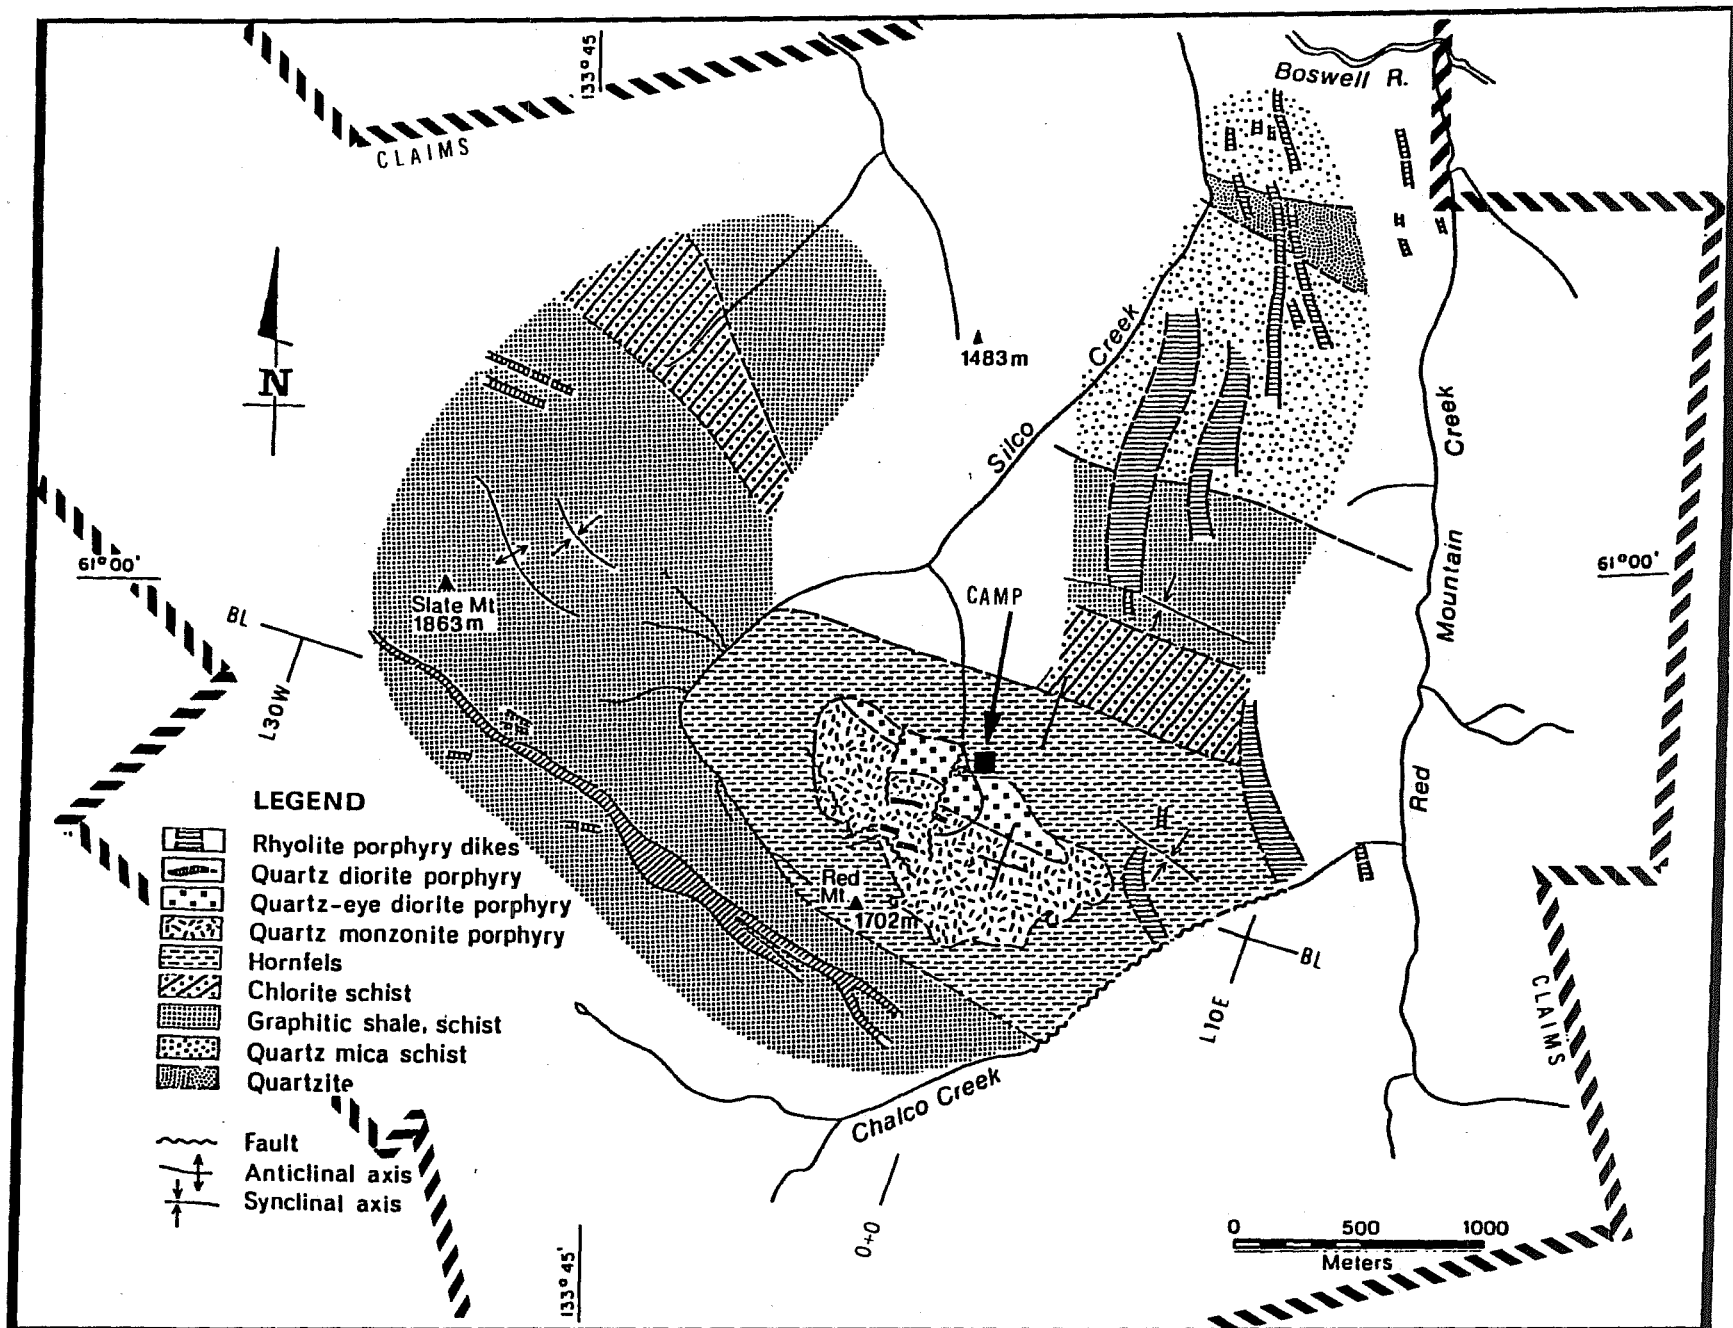 133°45
Boswell R.
CLAIMS
1483m
Creek
Silco
N
Creek
Mountain
Red
61°00'
61°00'
CAMP
Slate Mt
1863m
BL
L30W
Red
Mt
1702m
BL
L10E
CLAIMS
Chalco Creek
0+0
133°45'
LEGEND
Rhyolite porphyry dikes
Quartz diorite porphyry
Quartz-eye diorite porphyry
Quartz monzonite porphyry
Hornfels
Chlorite schist
Graphitic shale, schist
Quartz mica schist
Quartzite
Fault
Anticlinal axis
Synclinal axis
0 500 1000
Meters